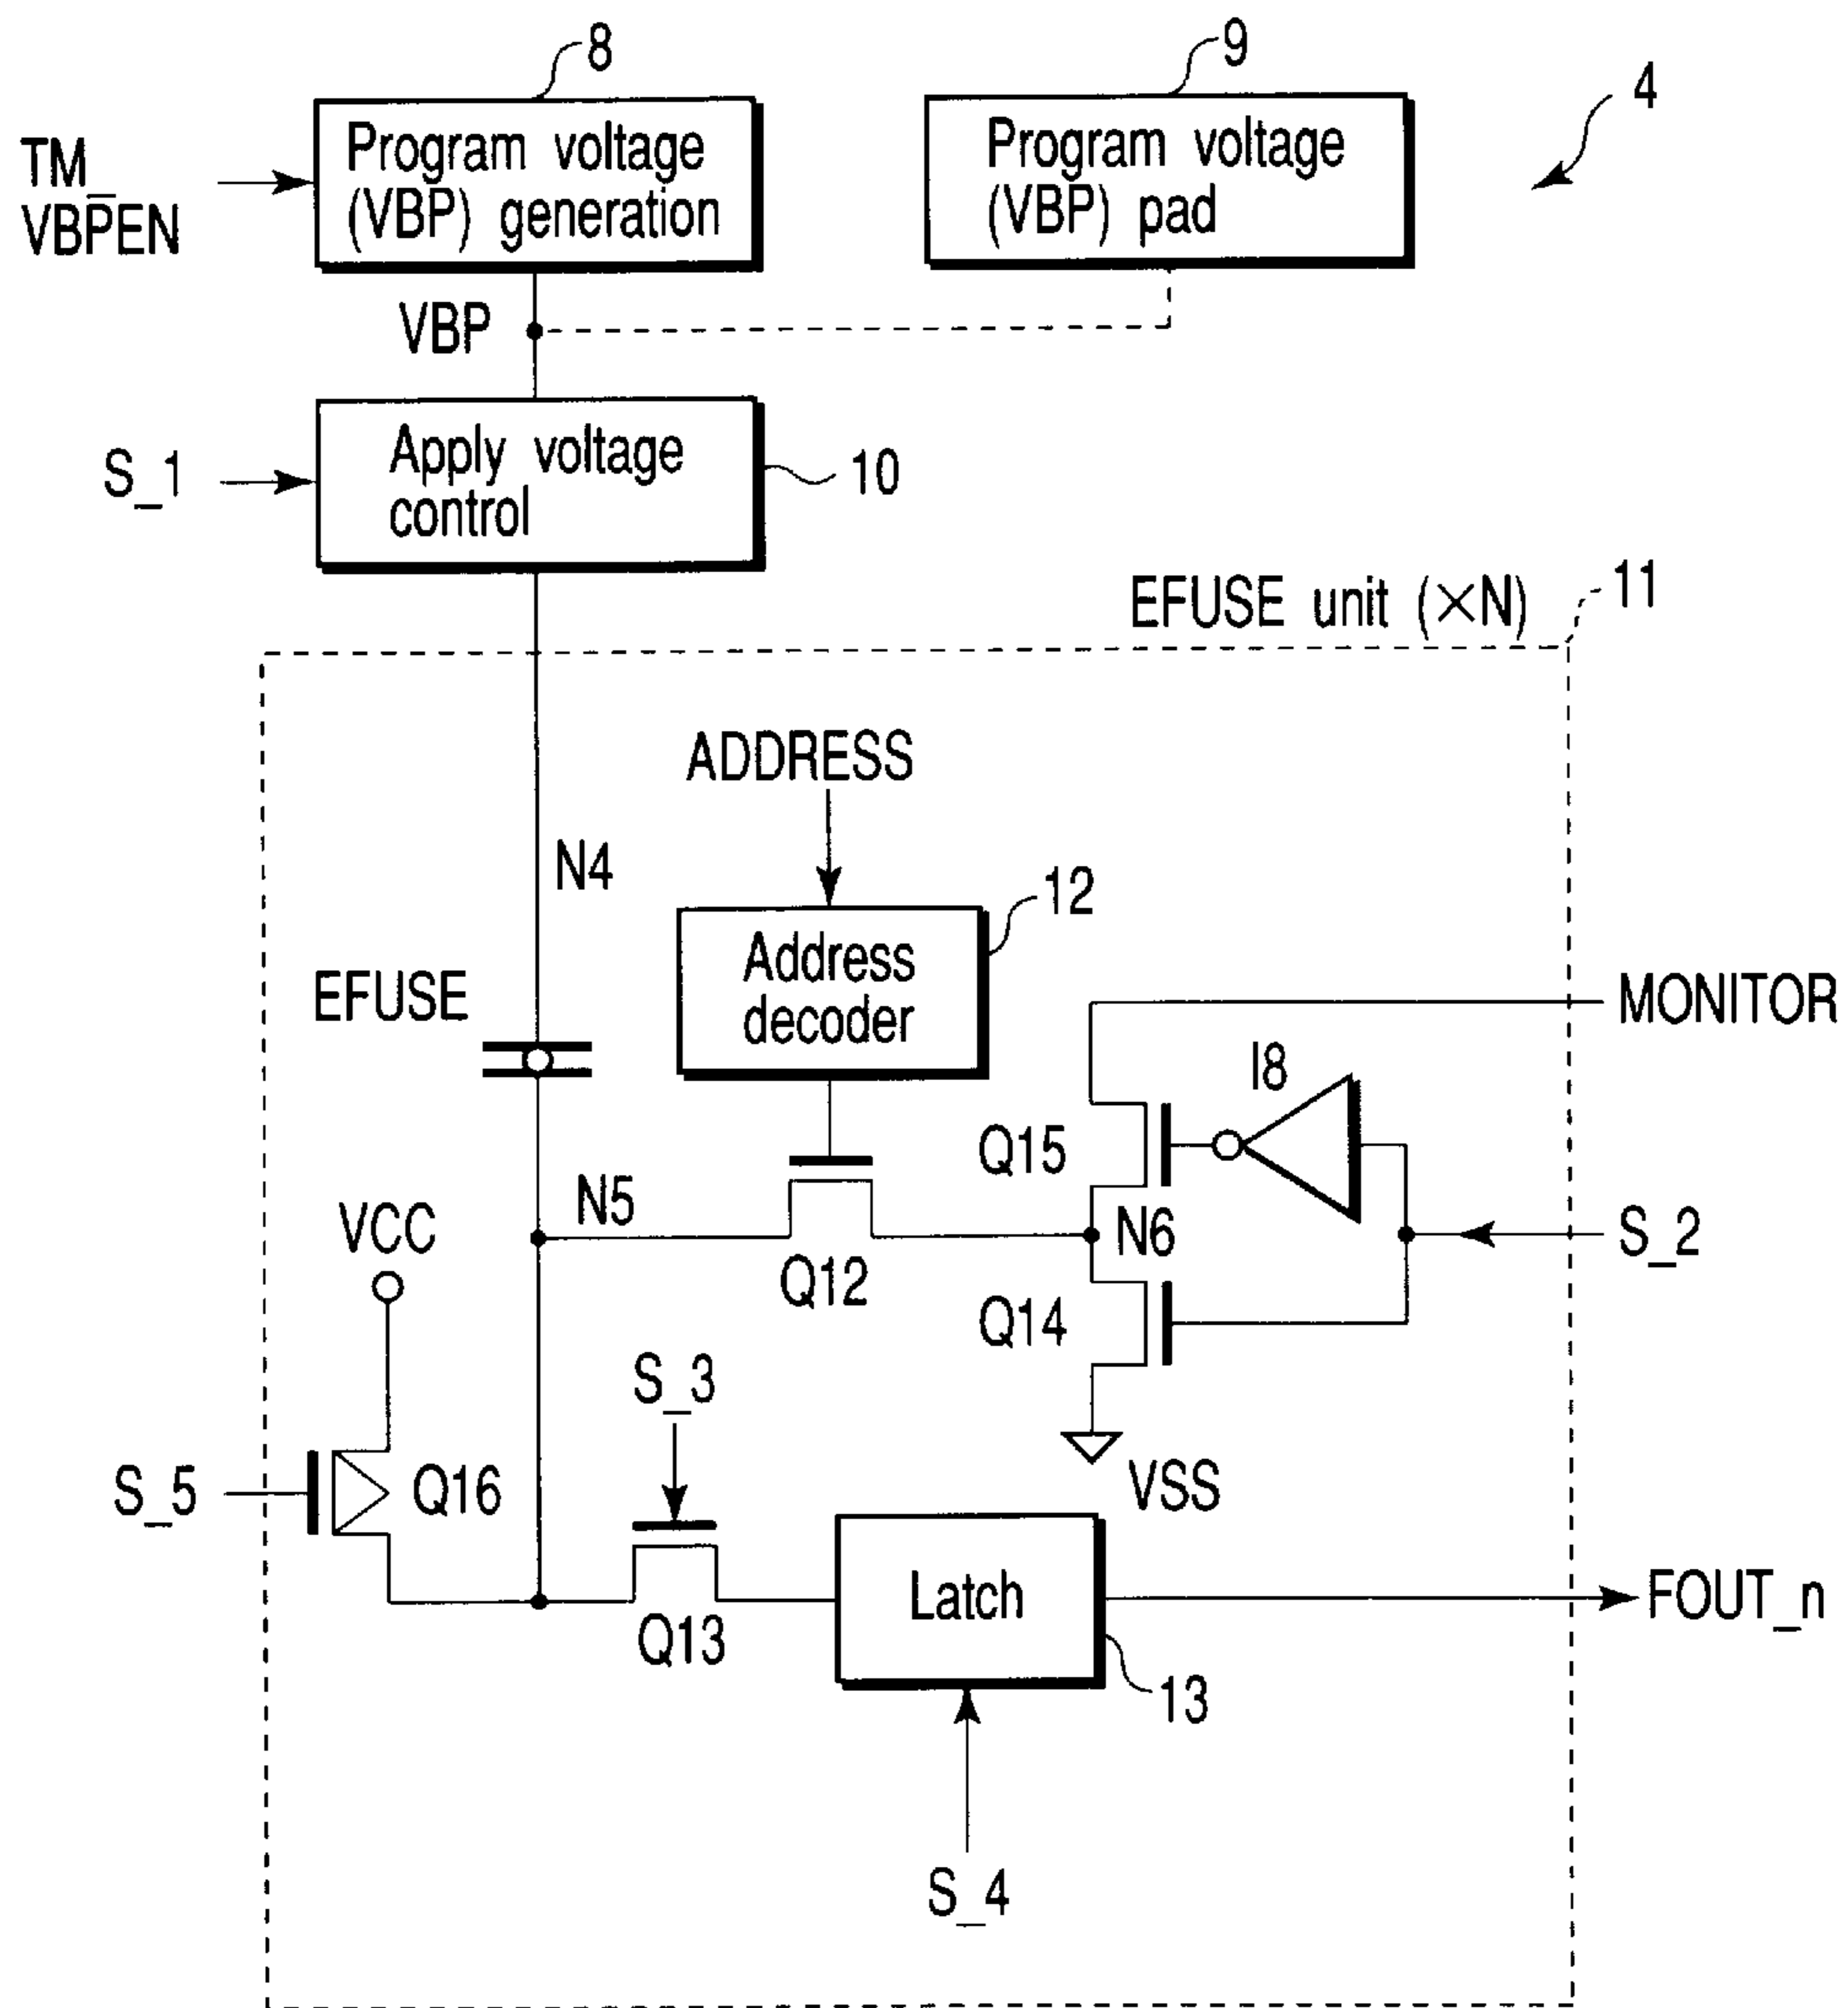 8
9
4
TM_
VBPEN
Program voltage
(VBP) generation
Program voltage
(VBP) pad
VBP
S_1
Apply voltage
control
10
EFUSE unit (×N)
11
ADDRESS
N4
12
Address
decoder
EFUSE
MONITOR
I8
Q15
N5
VCC
N6
S_2
Q12
Q14
S_3
VSS
S_5
Q16
Latch
FOUT_n
Q13
13
S_4